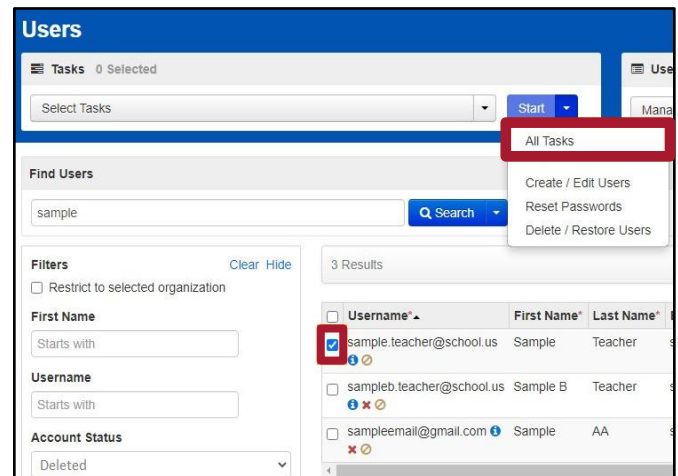 Users
Tasks 0 Selected
Use
Select Tasks
Start
Mana
All Tasks
Create / Edit Users
Reset Passwords
Delete / Restore Users
Find Users
sample
Search
Filters Clear Hide
Restrict to selected organization
First Name
Starts with
Username
Starts with
Account Status
Deleted
3 Results
Username* First Name* Last Name*
sample.teacher@school.us Sample Teacher s
sampleb.teacher@school.us Sample B Teacher s
sampleemail@gmail.com Sample AA s